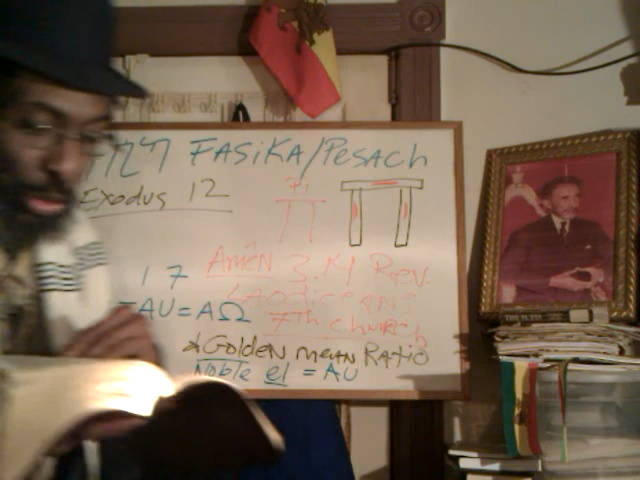 FASiKA/Pesach
Exodus 12
17 Amen 3.14 Rev.
Laodiceans
=AU=AΩ 7th church
Golden mean Ratio
Noble el = AU